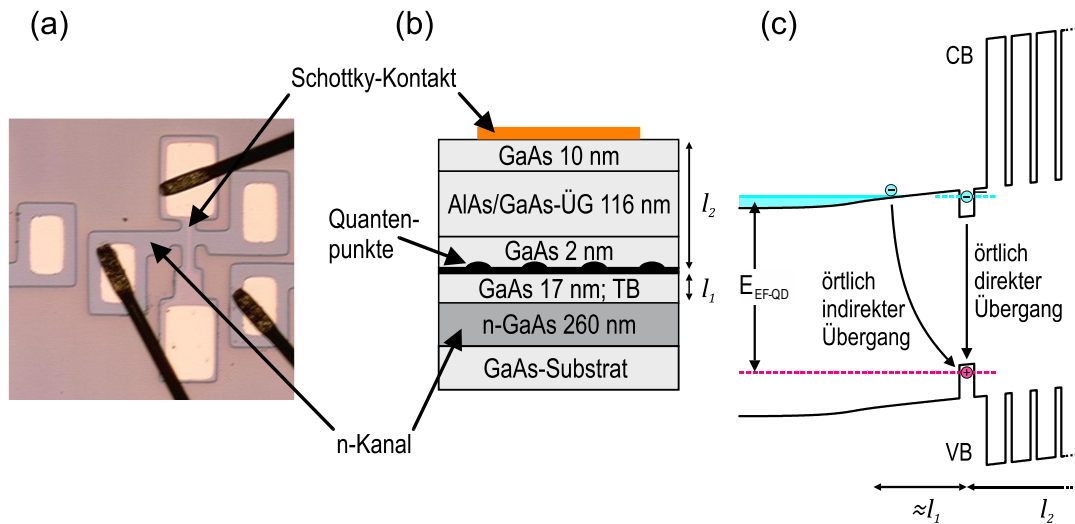 (a)
(b)
(c)
Schottky-Kontakt
Quanten-
punkte
n-Kanal
GaAs 10 nm
AlAs/GaAs-ÜG 116 nm
GaAs 2 nm
GaAs 17 nm; TB
n-GaAs 260 nm
GaAs-Substrat
l2
l1
CB
E EF-QD
örtlich
indirekter
Übergang
örtlich
direkter
Übergang
VB
≈l1
l2